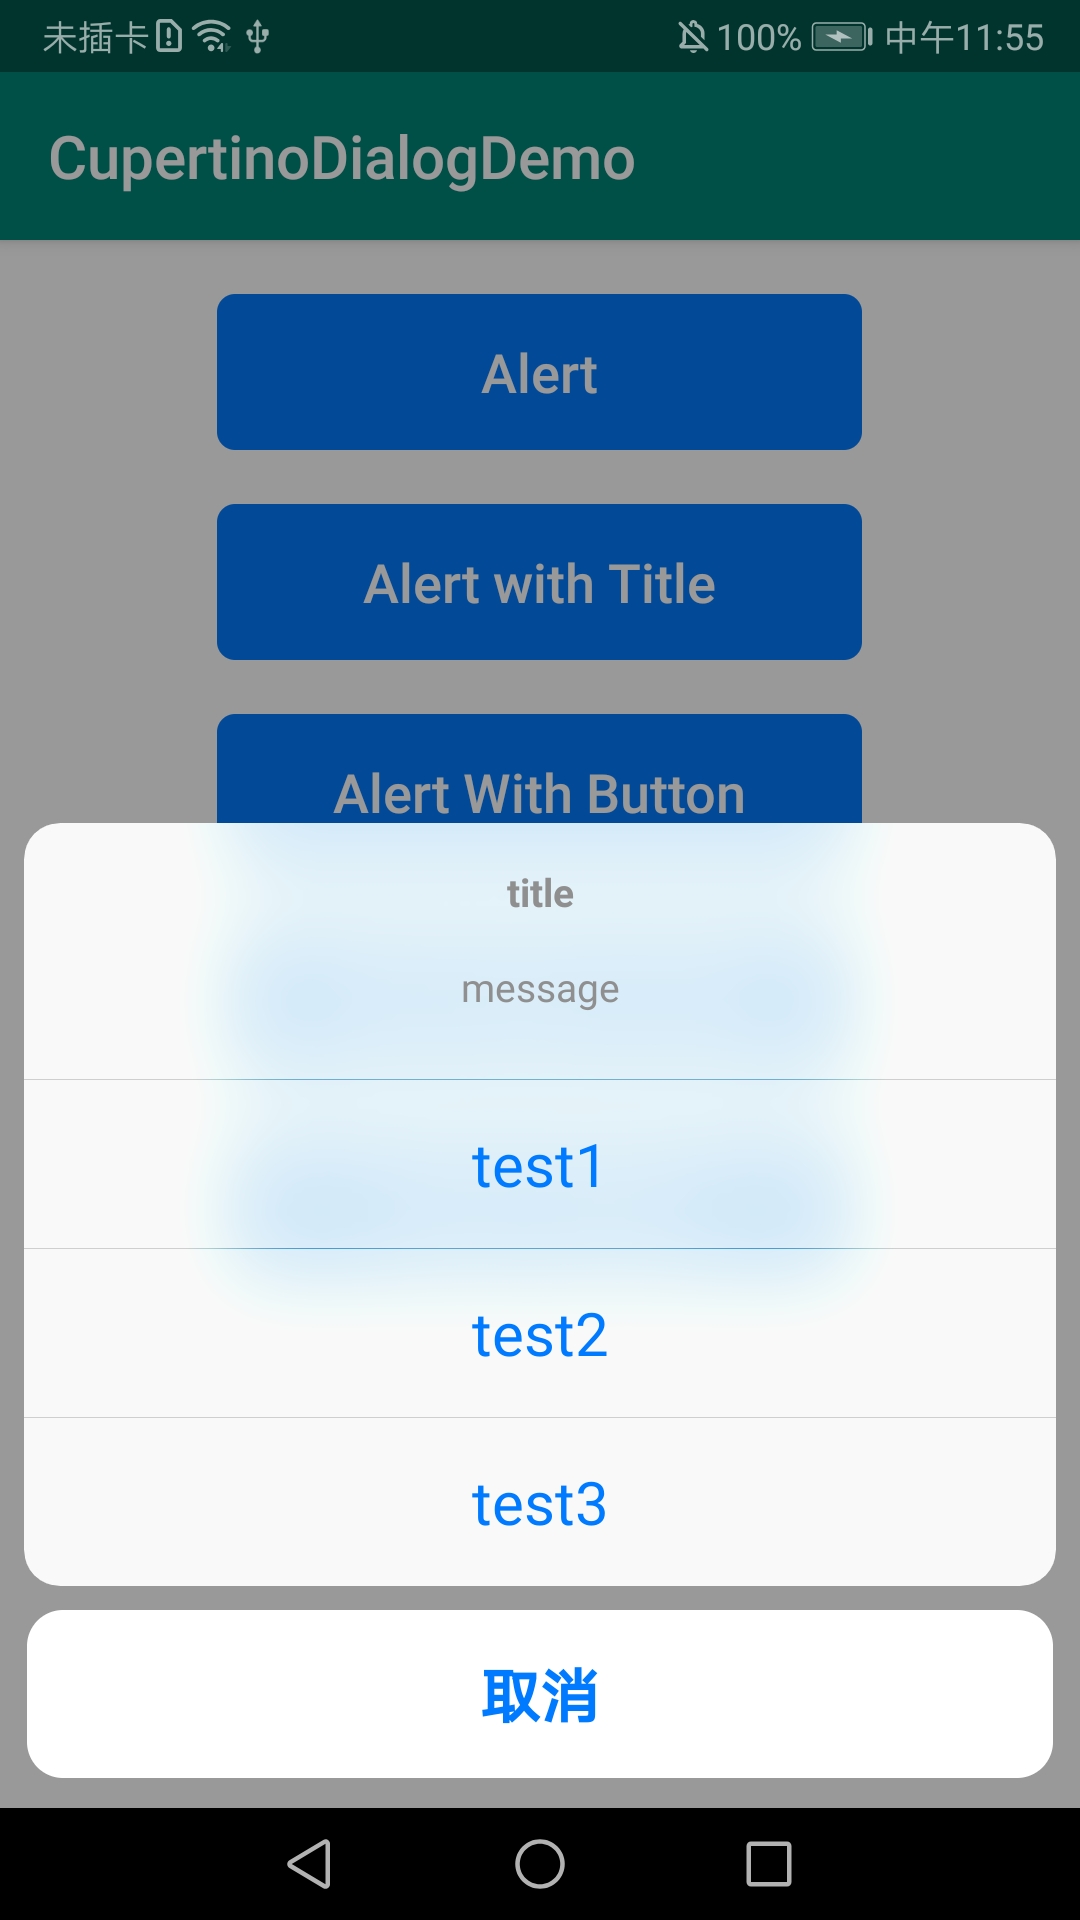 未插卡 100% 中午11:55
CupertinoDialogDemo
Alert
Alert with Title
Alert With Button
title
message
test1
test2
test3
取消